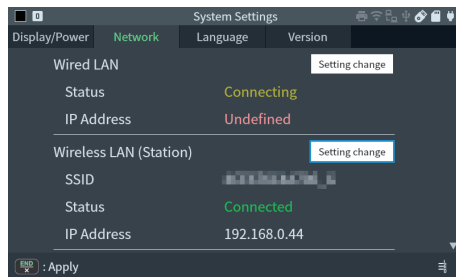 0
System Settings
Display/Power Network Language Version
Wired LAN Setting change
Status Connecting
IP Address Undefined
Wireless LAN (Station) Setting change
SSID
Status Connected
IP Address 192.168.0.44
END × : Apply